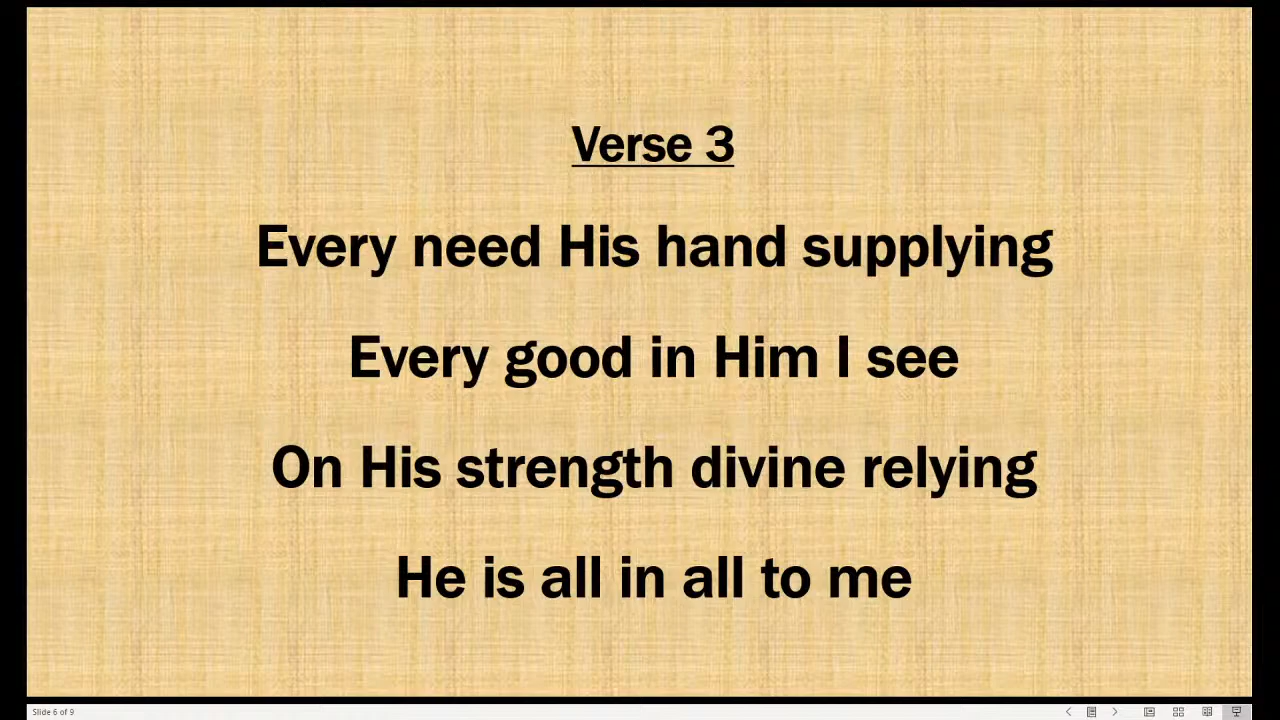 Verse 3
Every need His hand supplying
Every good in Him I see
On His strength divine relying
He is all in all to me
Slide 6 of 9